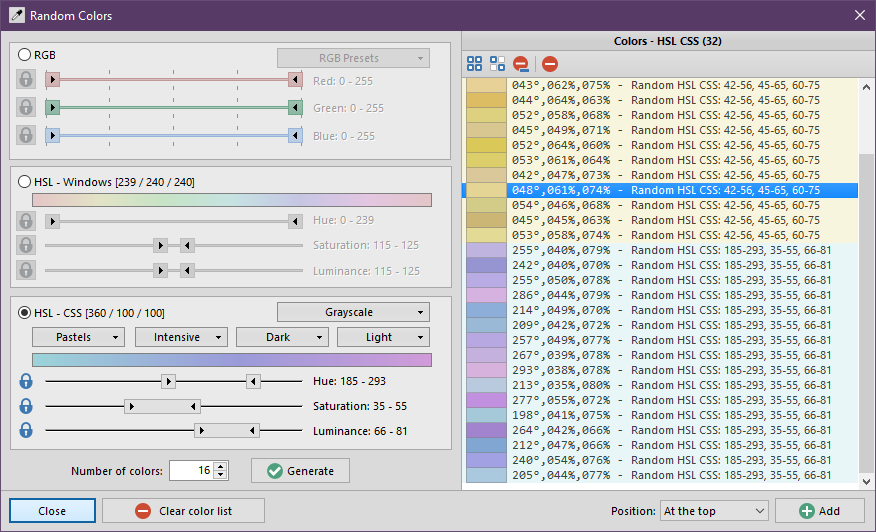 Random Colors
RGB
RGB Presets
Red: 0 - 255
Green: 0 - 255
Blue: 0 - 255
HSL - Windows [239 / 240 / 240]
Hue: 0 - 239
Saturation: 115 - 125
Luminance: 115 - 125
HSL - CSS [360 / 100 / 100]
Grayscale
Pastels
Intensive
Dark
Light
Hue: 185 - 293
Saturation: 35 - 55
Luminance: 66 - 81
Number of colors:
16
Generate
Colors - HSL CSS (32)
043°,062%,075% - Random HSL CSS: 42-56, 45-65, 60-75
044°,064%,063% - Random HSL CSS: 42-56, 45-65, 60-75
052°,058%,068% - Random HSL CSS: 42-56, 45-65, 60-75
045°,049%,071% - Random HSL CSS: 42-56, 45-65, 60-75
052°,064%,060% - Random HSL CSS: 42-56, 45-65, 60-75
053°,061%,064% - Random HSL CSS: 42-56, 45-65, 60-75
042°,047%,073% - Random HSL CSS: 42-56, 45-65, 60-75
048°,061%,074% - Random HSL CSS: 42-56, 45-65, 60-75
054°,046%,068% - Random HSL CSS: 42-56, 45-65, 60-75
045°,045%,063% - Random HSL CSS: 42-56, 45-65, 60-75
053°,058%,074% - Random HSL CSS: 42-56, 45-65, 60-75
255°,040%,079% - Random HSL CSS: 185-293, 35-55, 66-81
242°,040%,070% - Random HSL CSS: 185-293, 35-55, 66-81
255°,050%,078% - Random HSL CSS: 185-293, 35-55, 66-81
286°,044%,079% - Random HSL CSS: 185-293, 35-55, 66-81
214°,049%,070% - Random HSL CSS: 185-293, 35-55, 66-81
209°,042%,072% - Random HSL CSS: 185-293, 35-55, 66-81
257°,049%,077% - Random HSL CSS: 185-293, 35-55, 66-81
267°,039%,078% - Random HSL CSS: 185-293, 35-55, 66-81
293°,038%,078% - Random HSL CSS: 185-293, 35-55, 66-81
213°,035%,080% - Random HSL CSS: 185-293, 35-55, 66-81
277°,055%,072% - Random HSL CSS: 185-293, 35-55, 66-81
198°,041%,075% - Random HSL CSS: 185-293, 35-55, 66-81
264°,042%,066% - Random HSL CSS: 185-293, 35-55, 66-81
212°,047%,066% - Random HSL CSS: 185-293, 35-55, 66-81
240°,054%,076% - Random HSL CSS: 185-293, 35-55, 66-81
205°,044%,077% - Random HSL CSS: 185-293, 35-55, 66-81
Close
Clear color list
Position:
At the top
Add